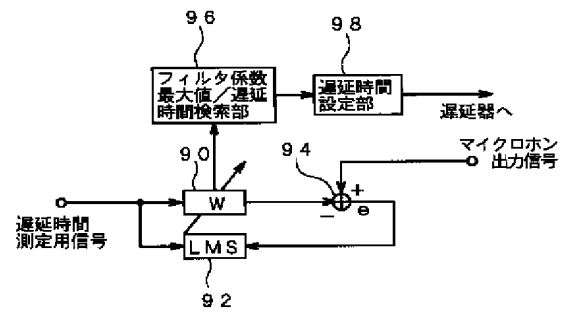 96
98
フィルタ係数
最大値／遅延
時間検索部
遅延時間
設定部
遅延器へ
マイクロホン
出力信号
90
94
W
+
−
e
遅延時間
測定用信号
LMS
92